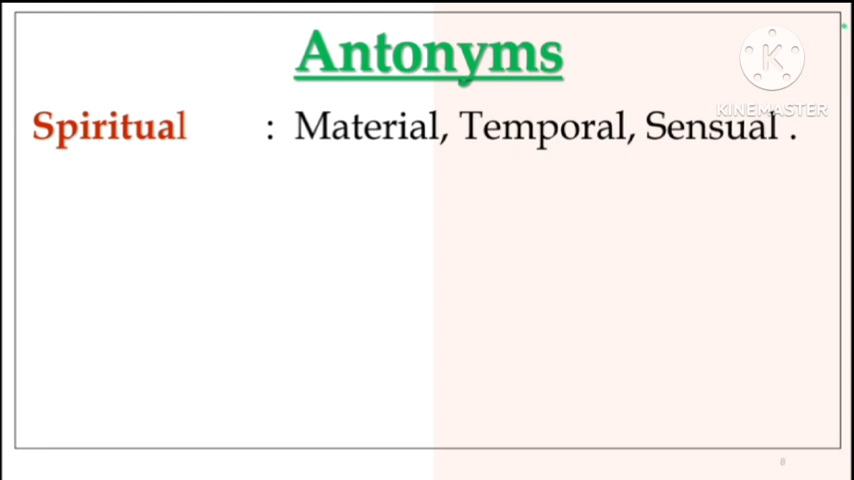 Antonyms
K
KINEMASTER
Spiritual : Material, Temporal, Sensual .
8